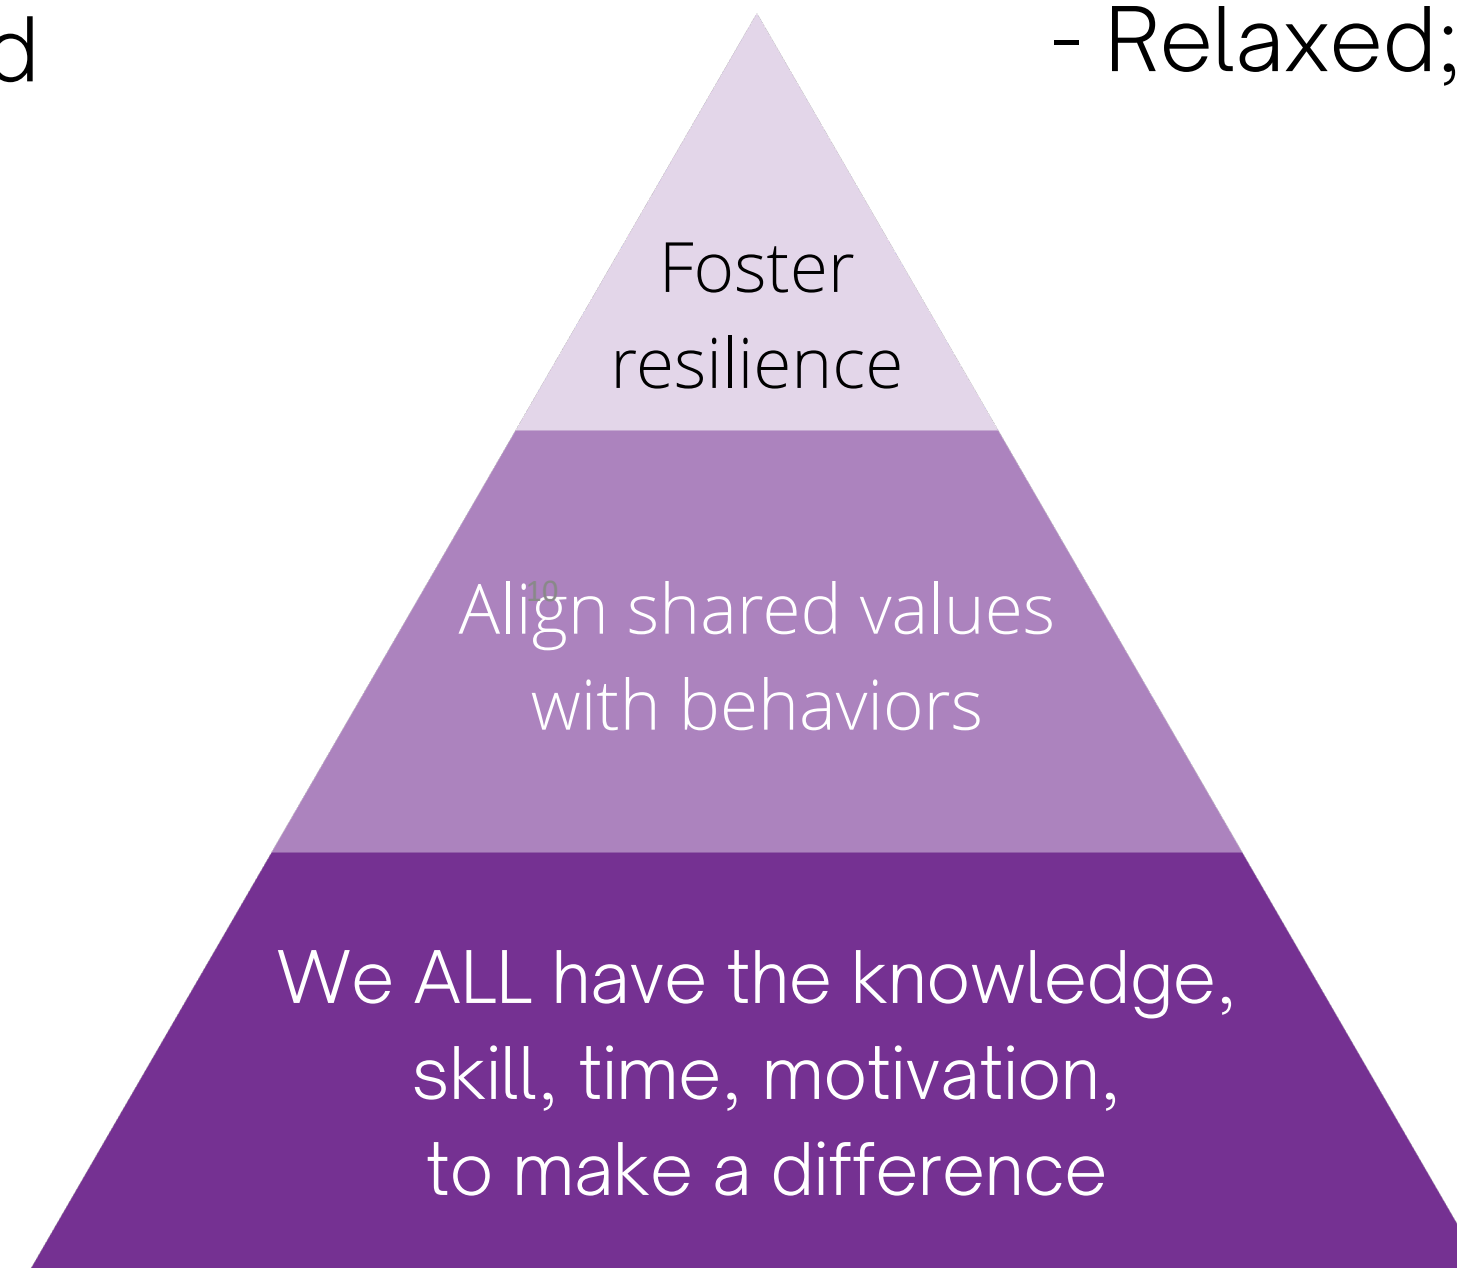 d
- Relaxed;
Foster
resilience
10
Align shared values
with behaviors
We ALL have the knowledge,
skill, time, motivation,
to make a difference